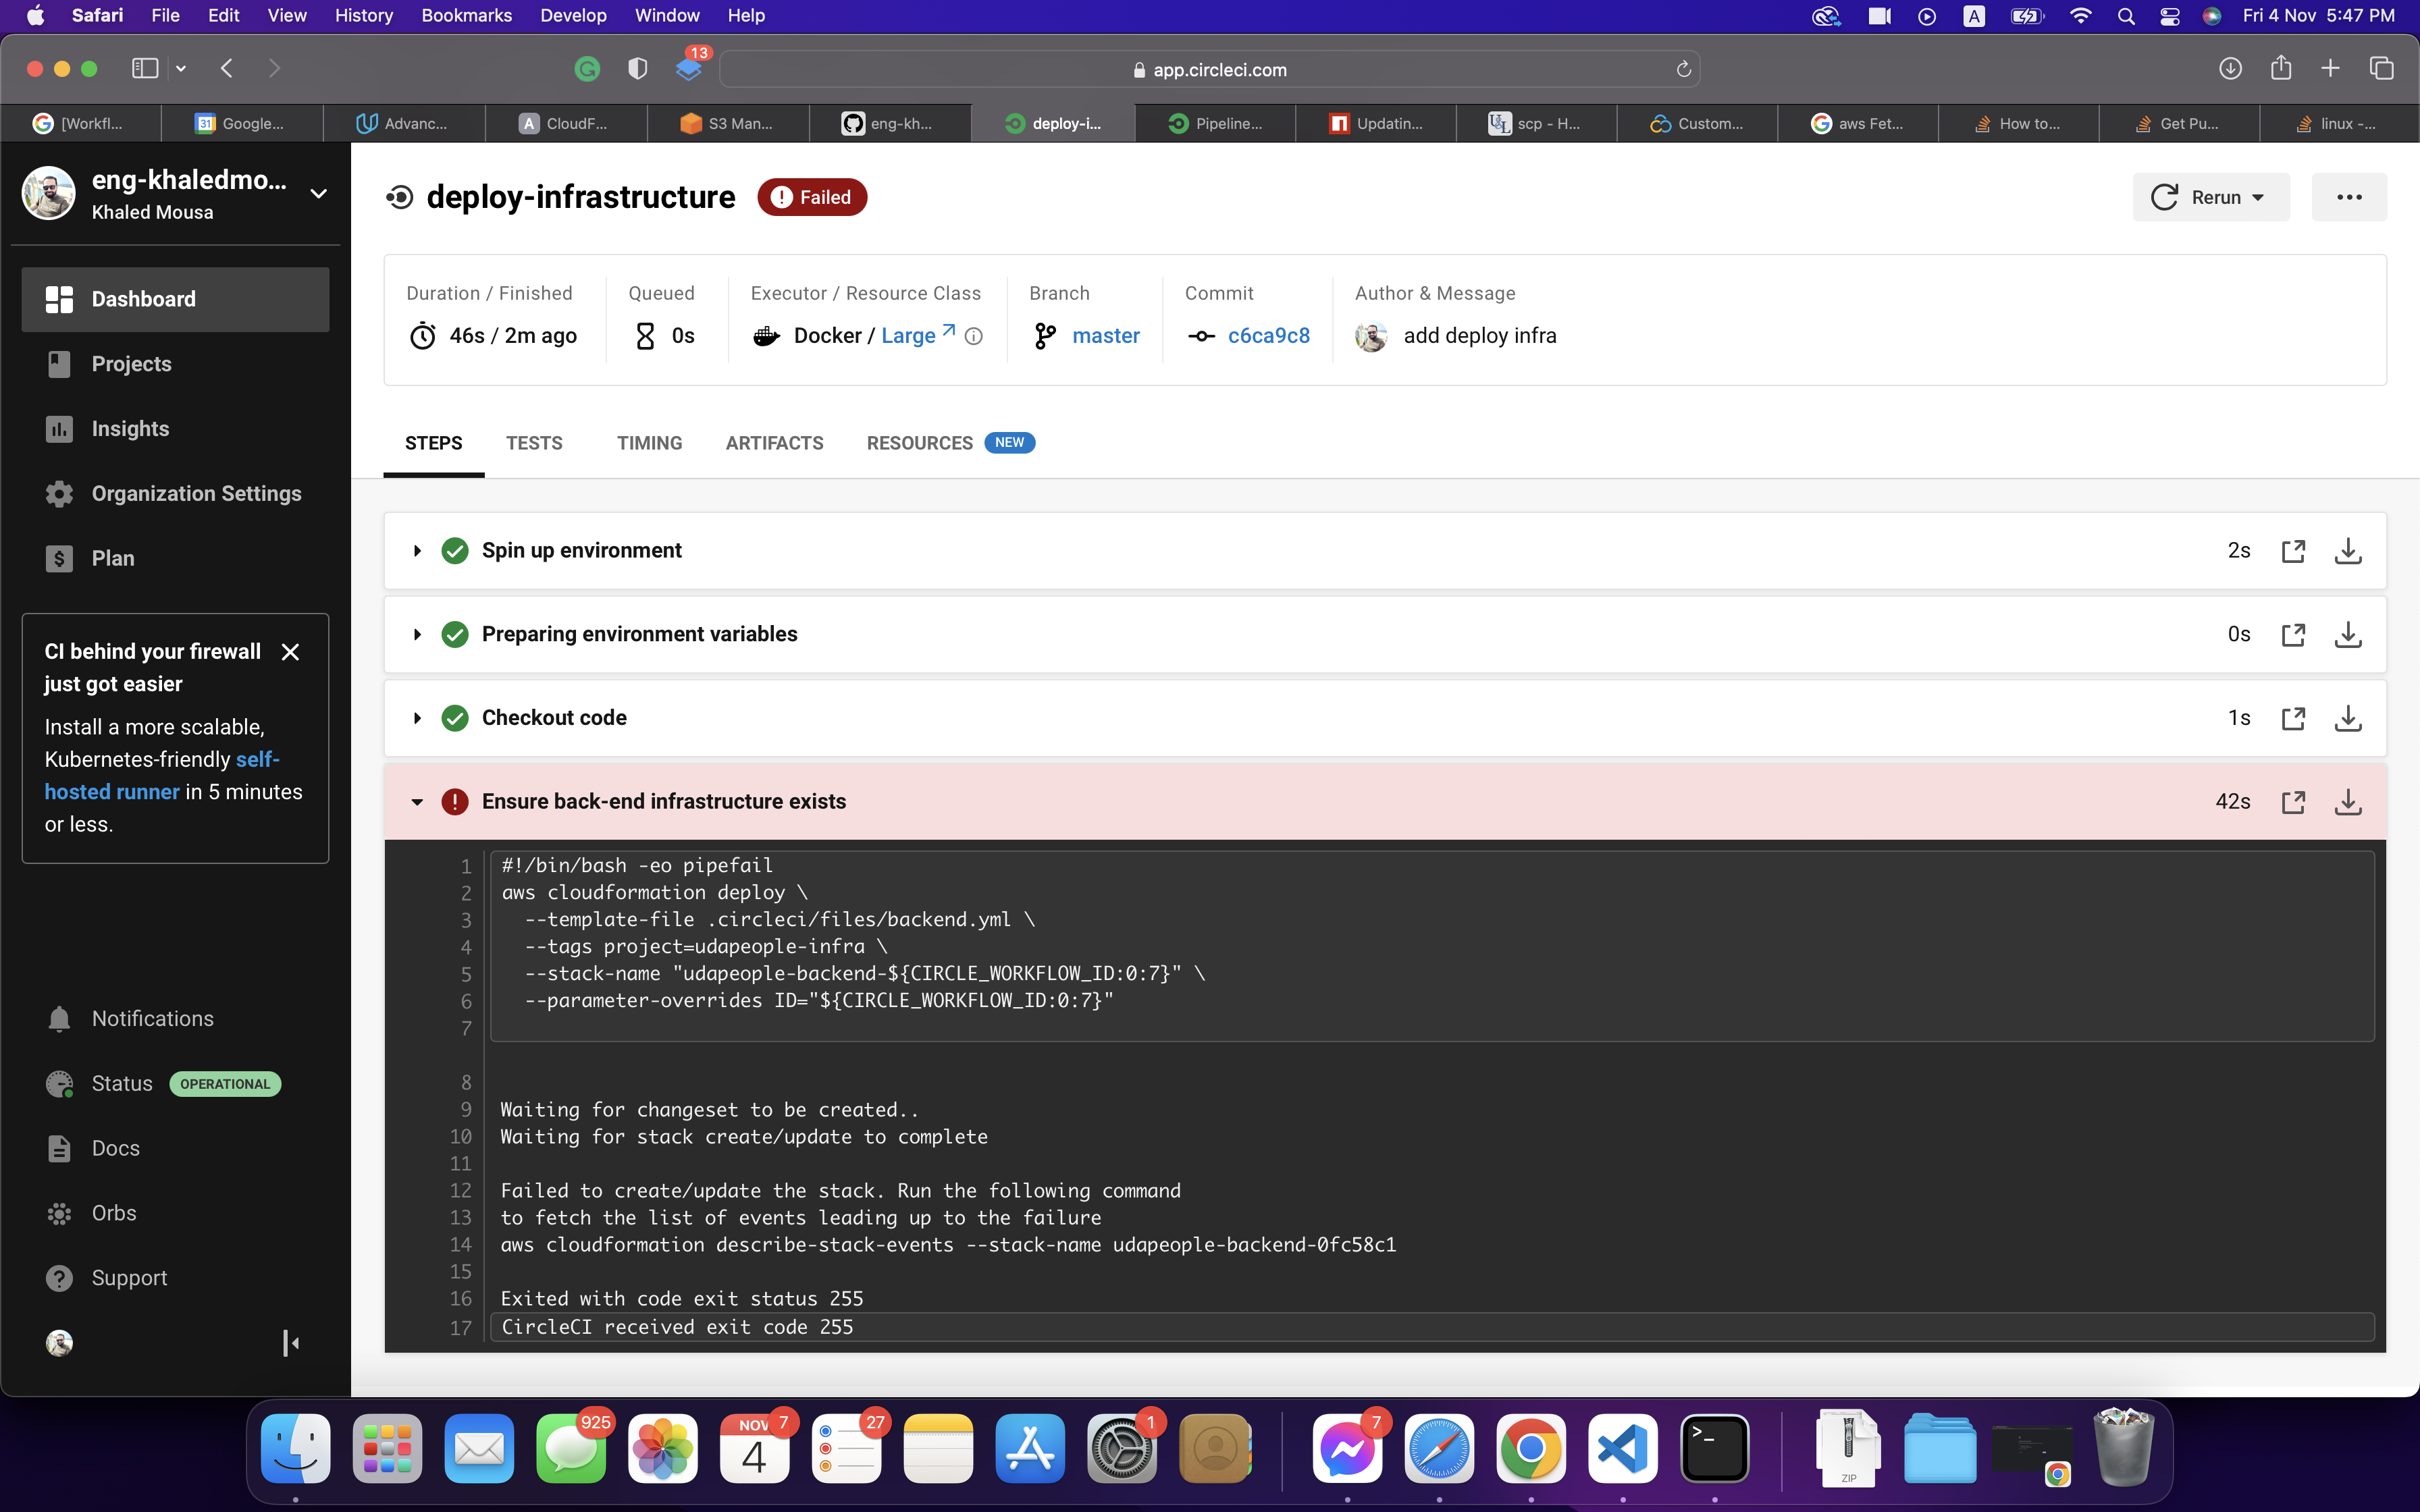 Safari File Edit View History Bookmarks Develop Window Help
A
Fri 4 Nov 5:47 PM
13
app.circleci.com
[Workfl...
31 Google...
Advanc...
A CloudF...
S3 Man...
eng-kh...
deploy-i...
Pipeline...
Updatin...
scp - H...
Custom...
aws Fet...
How to...
Get Pu...
linux -...
eng-khaledmo...
Khaled Mousa
Dashboard
Projects
Insights
Organization Settings
Plan
CI behind your firewall
just got easier
Install a more scalable,
Kubernetes-friendly self-
hosted runner in 5 minutes
or less.
Notifications
Status OPERATIONAL
Docs
Orbs
Support
deploy-infrastructure
Failed
Rerun
Duration / Finished
46s / 2m ago
Queued
0s
Executor / Resource Class
Docker / Large
Branch
master
Commit
c6ca9c8
Author & Message
add deploy infra
STEPS TESTS TIMING ARTIFACTS RESOURCES NEW
Spin up environment 2s
Preparing environment variables 0s
Checkout code 1s
Ensure back-end infrastructure exists 42s
1 #!/bin/bash -eo pipefail
2 aws cloudformation deploy \
3 --template-file .circleci/files/backend.yml \
4 --tags project=udapeople-infra \
5 --stack-name "udapeople-backend-${CIRCLE_WORKFLOW_ID:0:7}" \
6 --parameter-overrides ID="${CIRCLE_WORKFLOW_ID:0:7}"
7
8
9 Waiting for changeset to be created..
10 Waiting for stack create/update to complete
11
12 Failed to create/update the stack. Run the following command
13 to fetch the list of events leading up to the failure
14 aws cloudformation describe-stack-events --stack-name udapeople-backend-0fc58c1
15
16 Exited with code exit status 255
17 CircleCI received exit code 255
925
NOV 4
7
27
1
7
ZIP